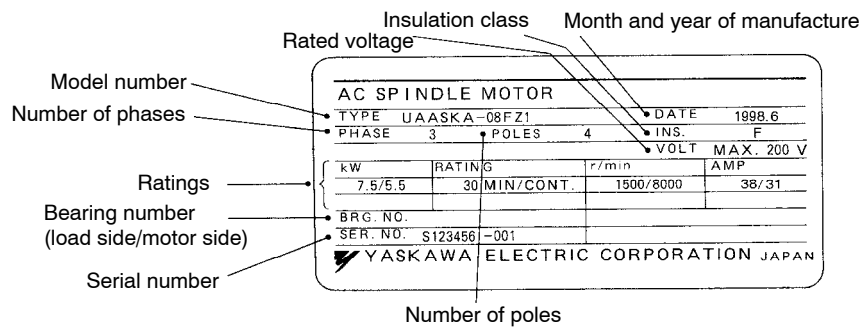 Insulation class
Month and year of manufacture
Rated voltage
Model number
Number of phases
AC SPINDLE MOTOR
TYPE UAASKA-08FZ1 DATE 1998.6
PHASE 3 POLES 4 INS. F
VOLT MAX. 200 V
kW RATING r/min AMP
7.5/5.5 30 MIN/CONT. 1500/8000 38/31
Ratings
Bearing number
(load side/motor side)
BRG. NO.
SER. NO. S123456-001
YASKAWA ELECTRIC CORPORATION JAPAN
Serial number
Number of poles